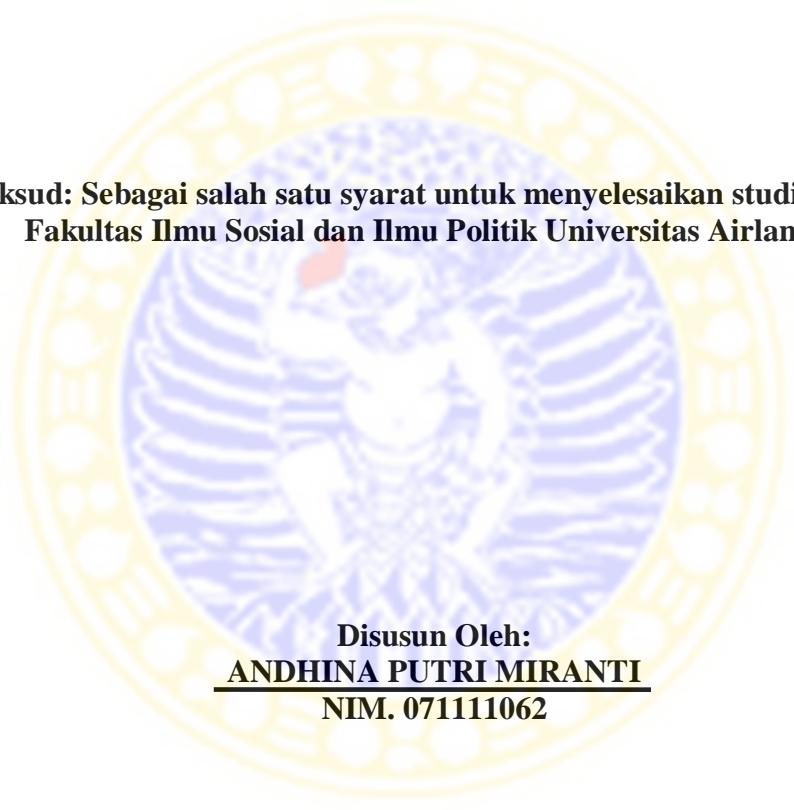 ksud: Sebagai salah satu syarat untuk menyelesaikan studi
Fakultas Ilmu Sosial dan Ilmu Politik Universitas Airlan
Disusun Oleh:
ANDHINA PUTRI MIRANTI
NIM. 071111062